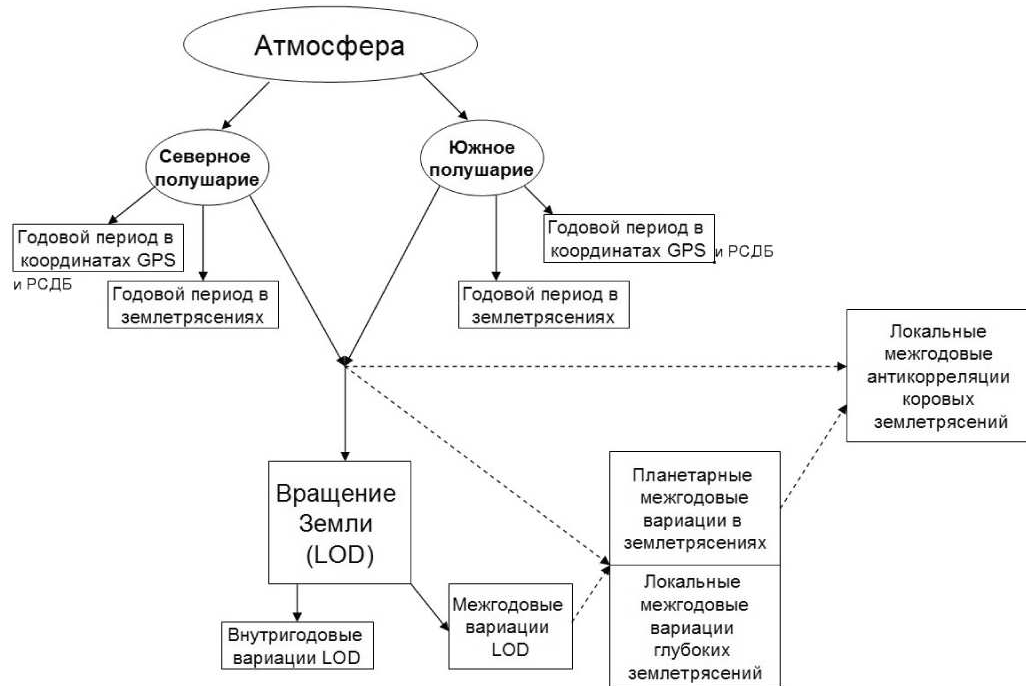 Атмосфера
Северное
полушарие
Южное
полушарие
Годовой период в
координатах GPS
и РСДБ
Годовой период в
землетрясениях
Годовой период в
координатах GPS и РСДБ
Годовой период в
землетрясениях
Локальные
межгодовые
антикорреляции
коровых
землетрясений
Вращение
Земли
(LOD)
Планетарные
межгодовые
вариации в
землетрясениях
Локальные
межгодовые
вариации
глубоких
землетрясений
Межгодовые
вариации
LOD
Внутригодовые
вариации LOD